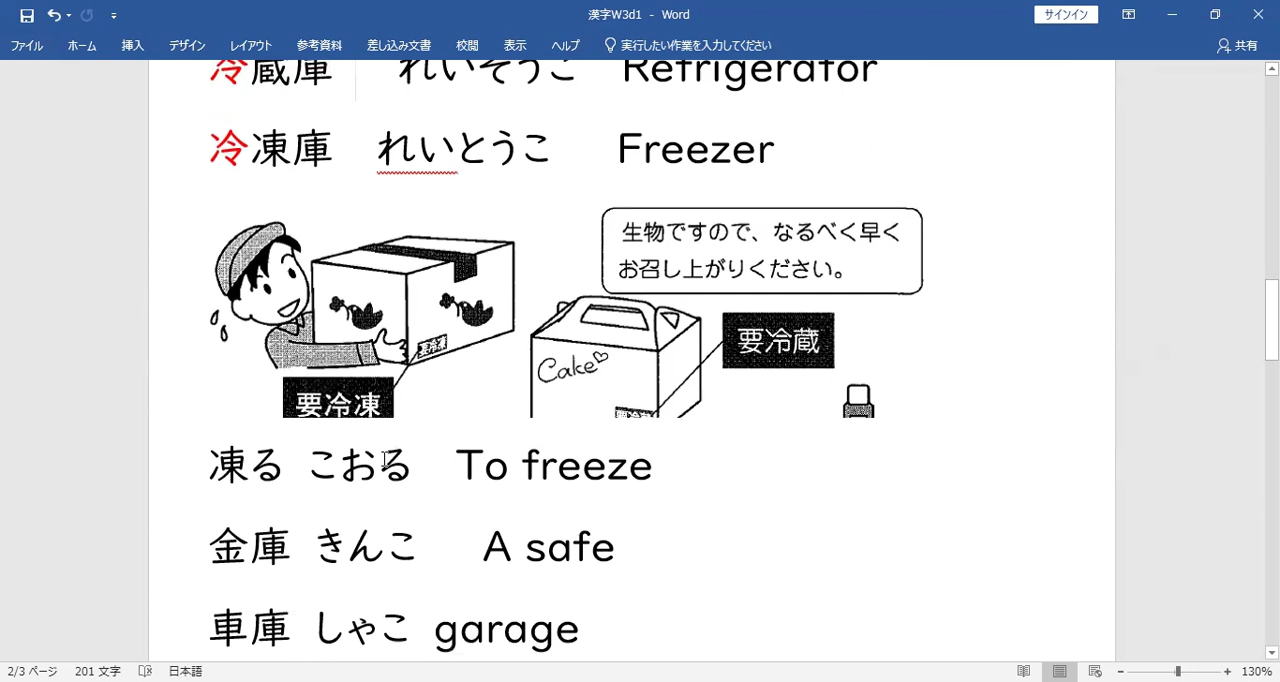 漢字W3d1 - Word
サインイン
ファイル ホーム 挿入 デザイン レイアウト 参考資料 差し込み文書 校閲 表示 ヘルプ 実行したい作業を入力してください 共有
冷蔵庫 れいぞうこ Refrigerator
冷凍庫 れいとうこ Freezer
生物ですので、なるべく早く
お召し上がりください。
要冷凍
Cake
要冷蔵
要冷凍
凍る こおる To freeze
金庫 きんこ A safe
車庫 しゃこ garage
2/3 ページ 201 文字 日本語 130%